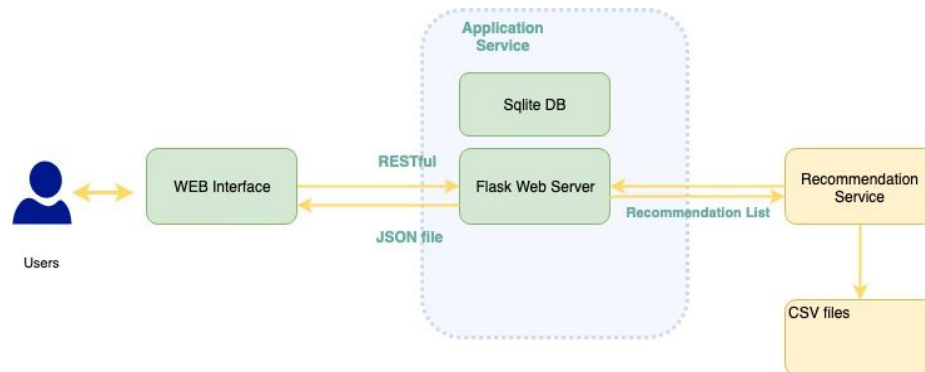 Application
Service
Sqlite DB
RESTful
WEB Interface
Flask Web Server
Recommendation
Service
Recommendation List
JSON file
Users
CSV files